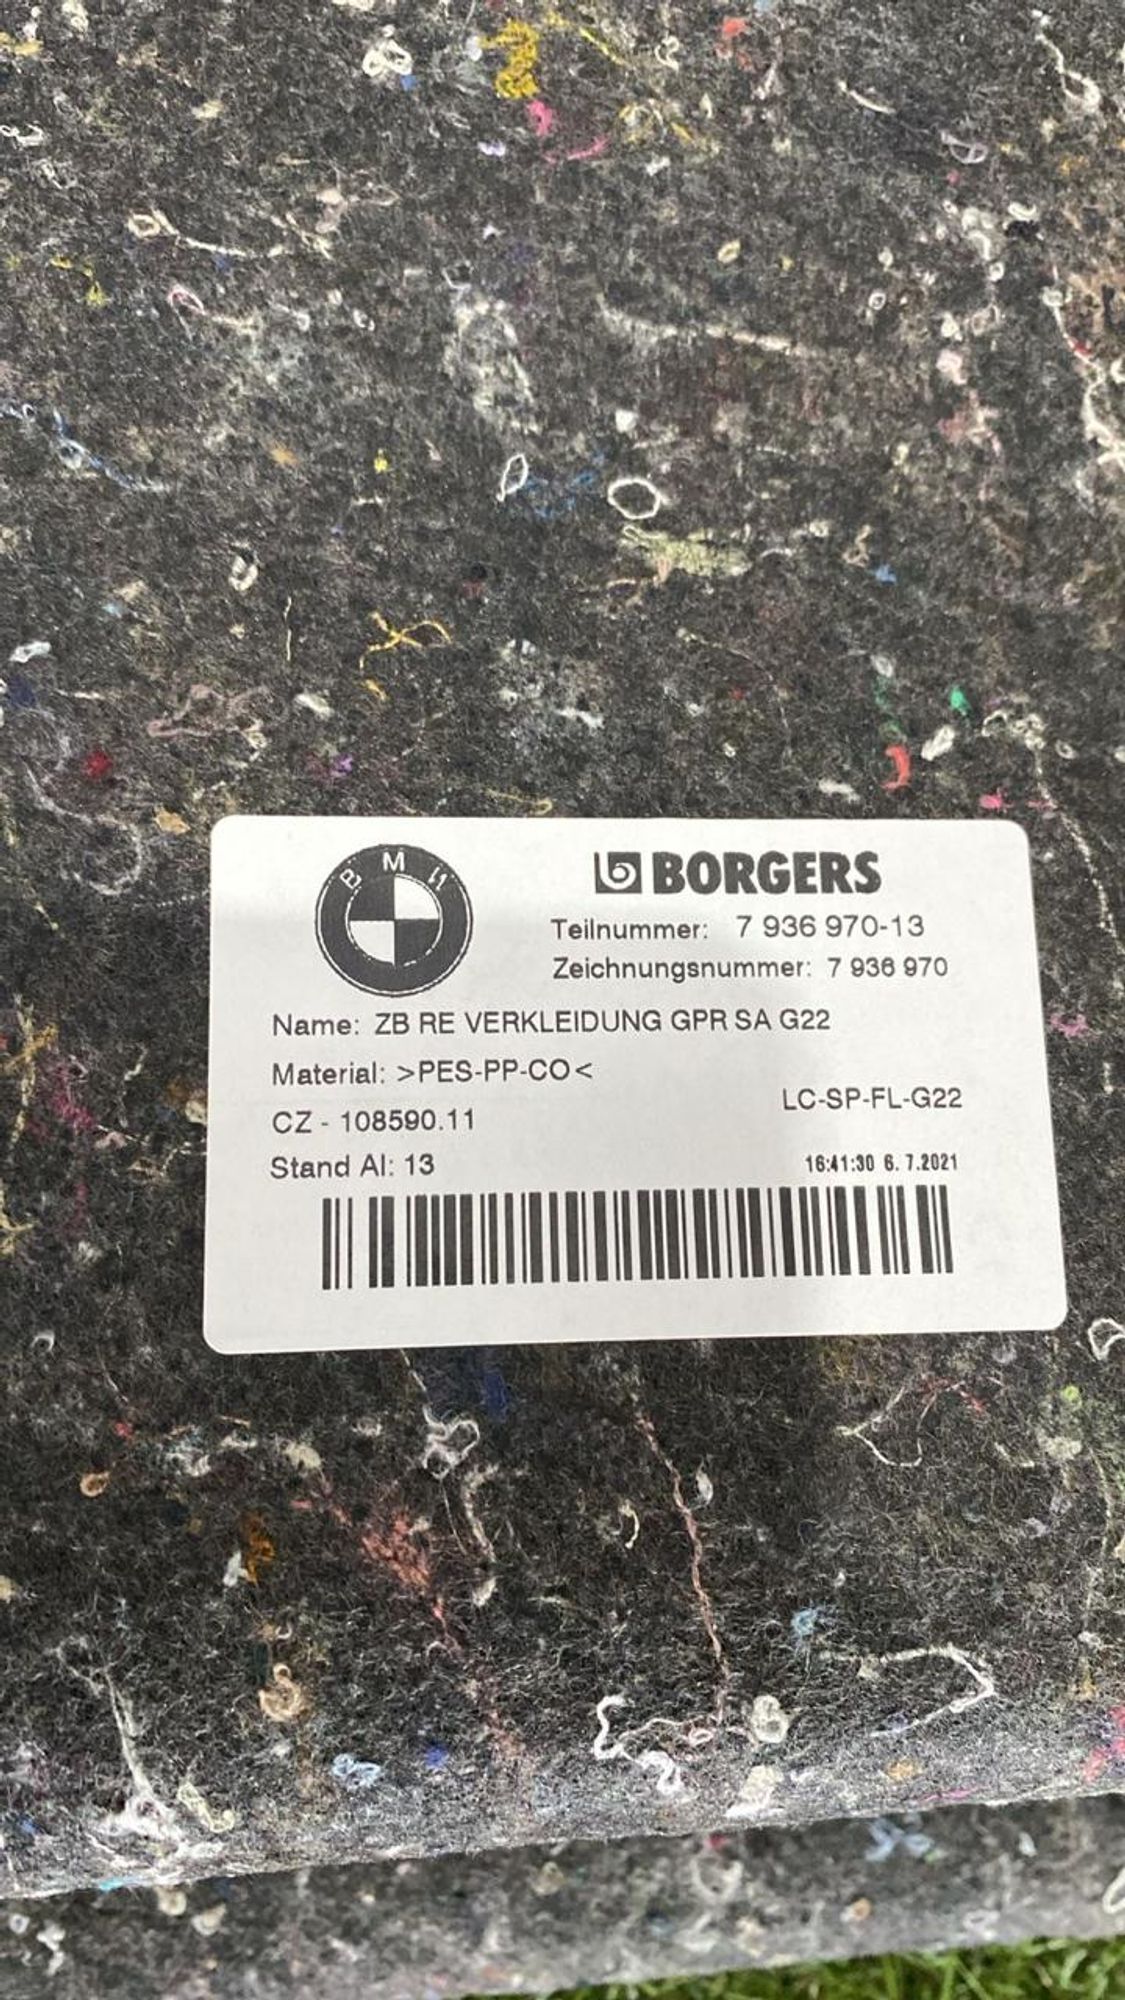 BMW
BORGERS
Teilnummer: 7 936 970-13
Zeichnungsnummer: 7 936 970
Name: ZB RE VERKLEIDUNG GPR SA G22
Material: >PES-PP-CO<
LC-SP-FL-G22
CZ - 108590.11
Stand AI: 13
16:41:30 6. 7.2021